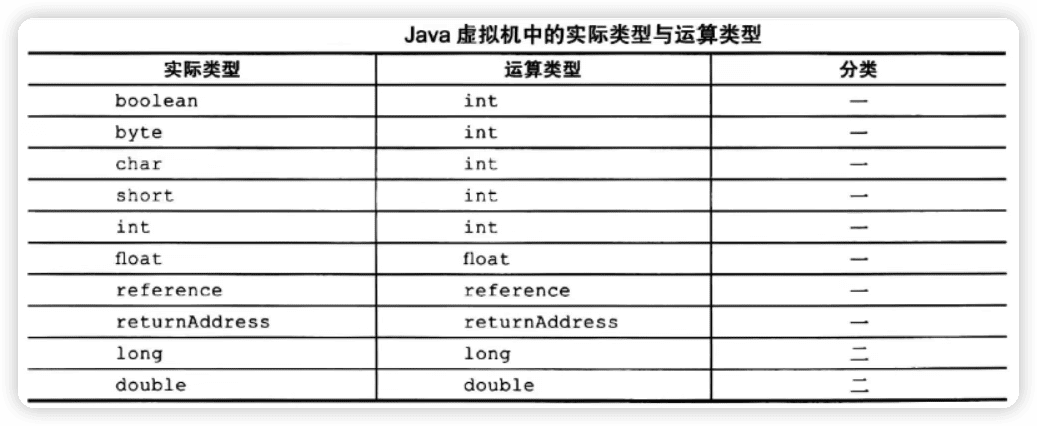 Java 虚拟机中的实际类型与运算类型
实际类型 运算类型 分类
boolean int 一
byte int 一
char int 一
short int 一
int int 一
float float 一
reference reference 一
returnAddress returnAddress 一
long long 二
double double 二